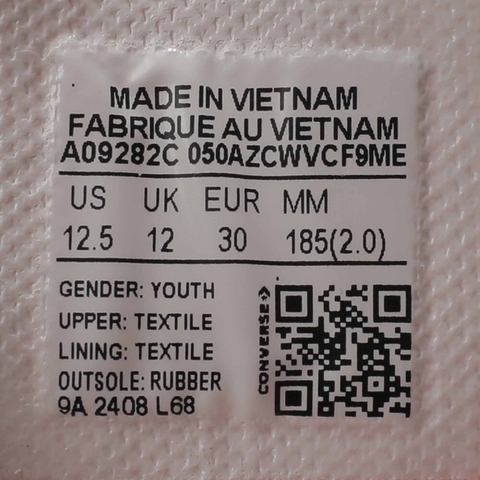 MADE IN VIETNAM
FABRIQUE AU VIETNAM
A09282C 050AZCWVCF9ME
US UK EUR MM
12.5 12 30 185(2.0)
GENDER: YOUTH
UPPER: TEXTILE
LINING: TEXTILE
OUTSOLE: RUBBER
9A 2408 L68
CONVERSE